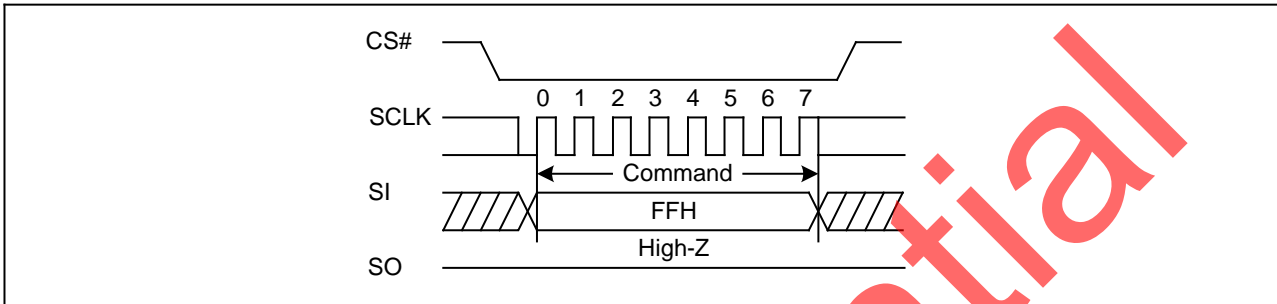 CS#
0 1 2 3 4 5 6 7
SCLK
Command
SI
FFH
High-Z
SO
tial